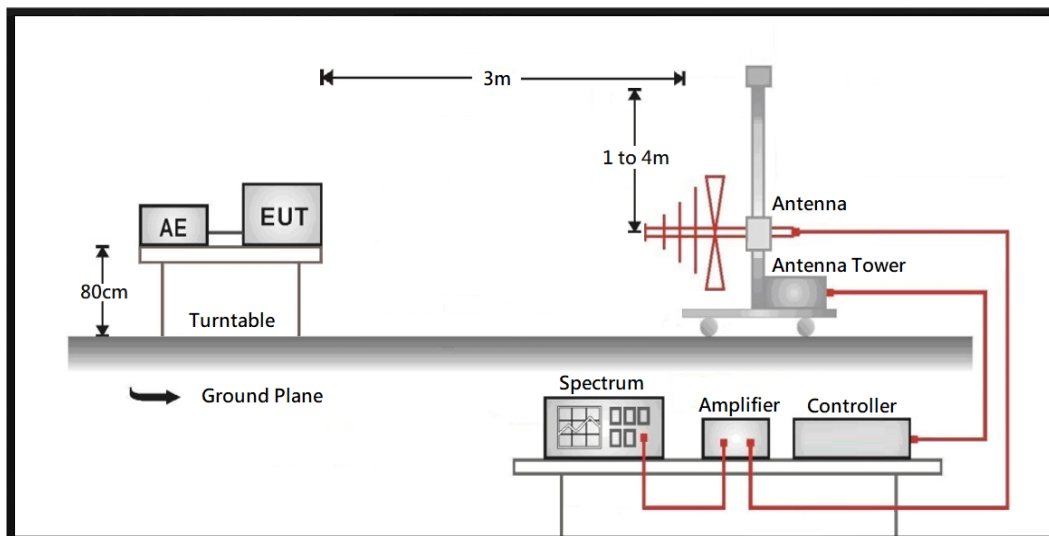 3m
1 to 4m
Antenna
AE
EUT
Antenna Tower
80cm
Turntable
Ground Plane
Spectrum
Amplifier
Controller